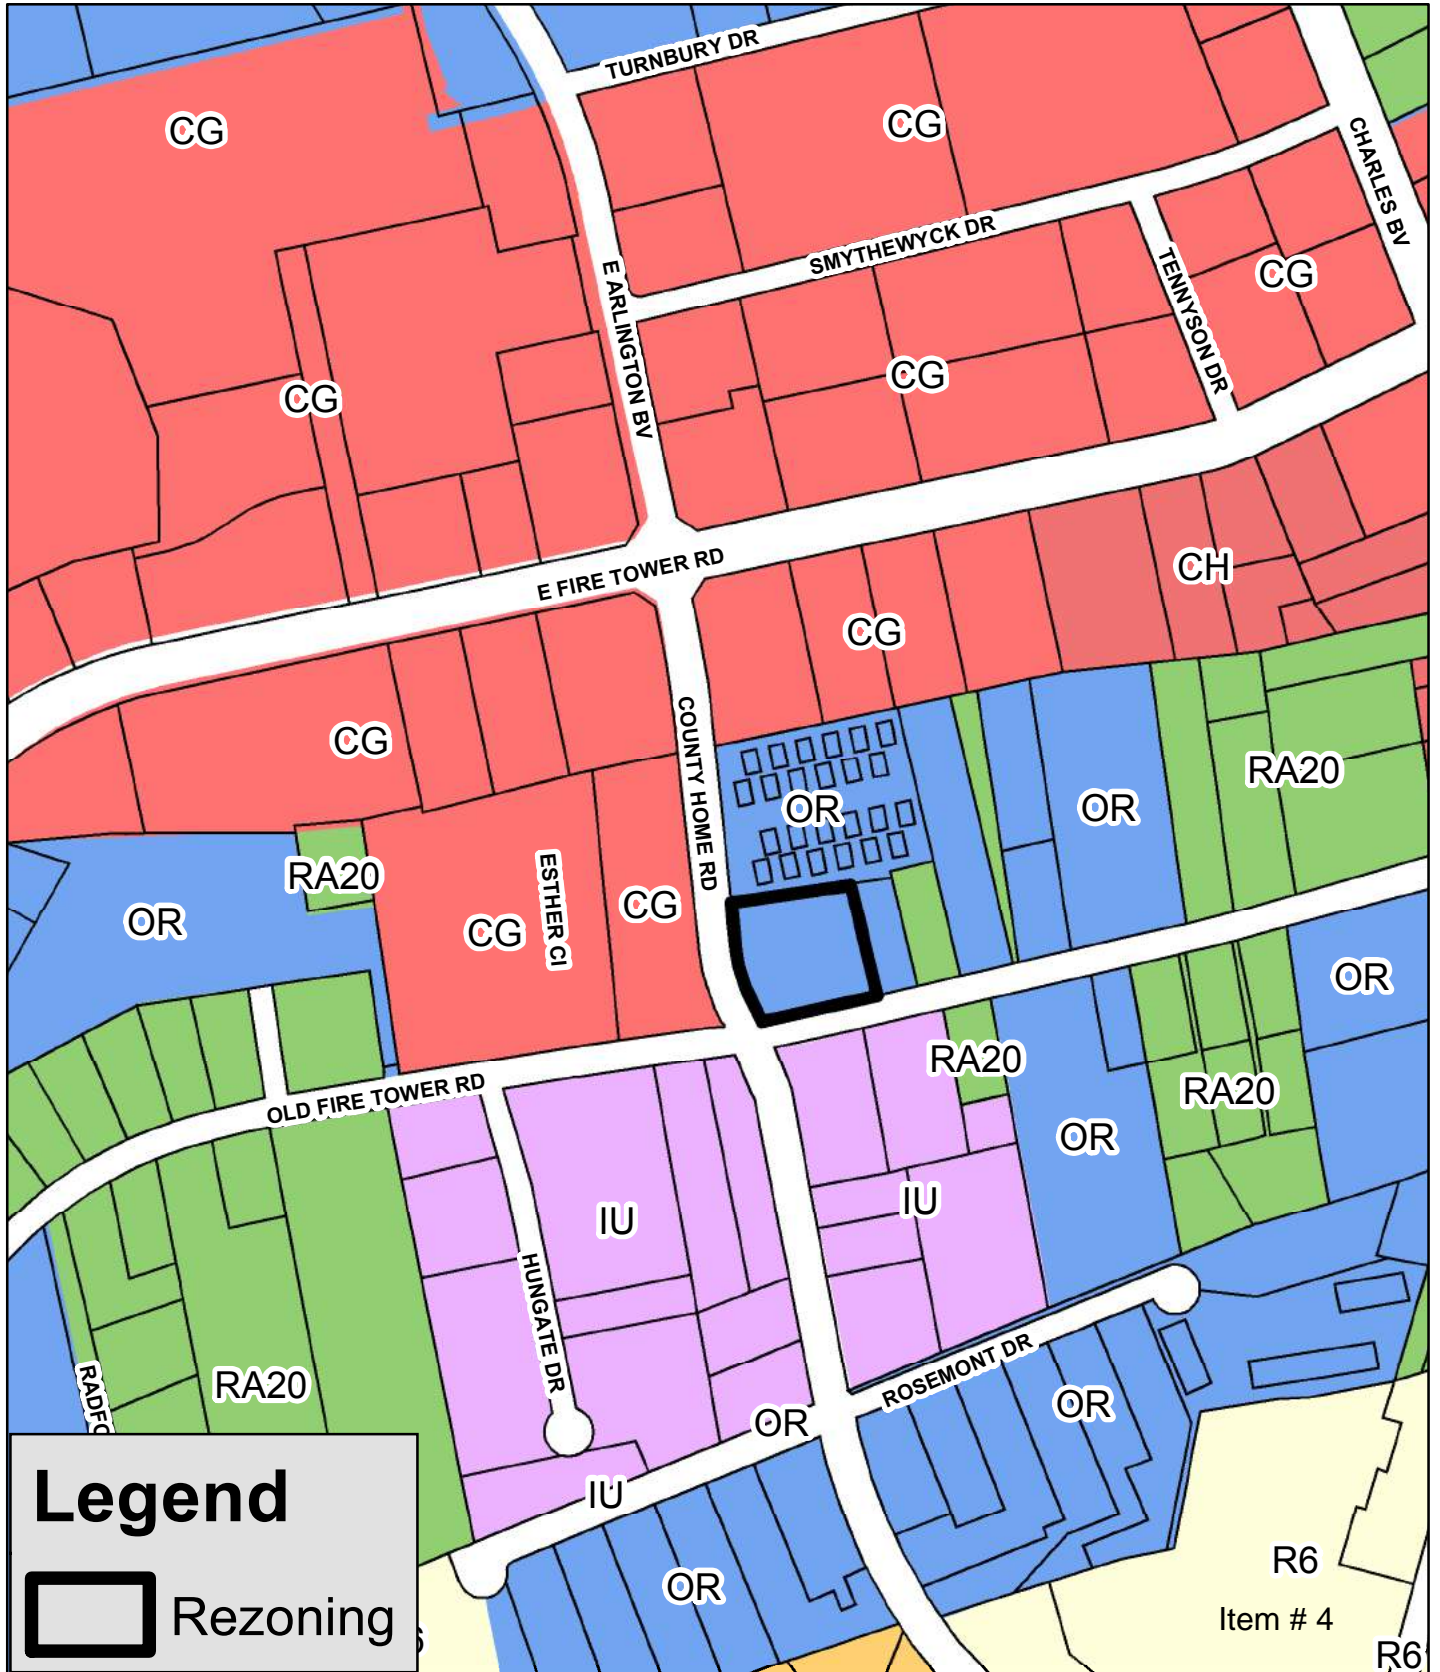 TURNBURY DR
CG
CG
CHARLES BV
SMYTHEWYCK DR
CG
E ARLINGTON BV
TENNYSON DR
CG
CG
E FIRE TOWER RD
CH
CG
COUNTY HOME RD
CG
RA20
OR
OR
ESTHER CI
RA20
CG
CG
OR
OR
RA20
OLD FIRE TOWER RD
RA20
OR
IU
IU
HUNGATE DR
ROSEMONT DR
RADFO
RA20
OR
OR
Legend
IU
R6
OR
Rezoning
Item # 4
R6